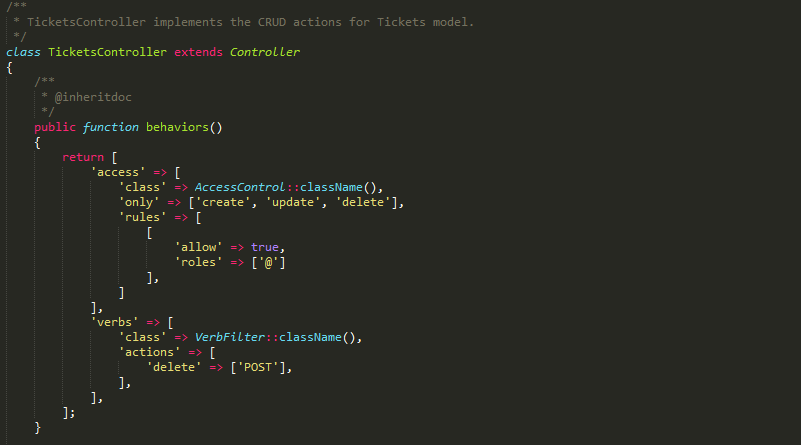 /**
 * TicketsController implements the CRUD actions for Tickets model.
 */
class TicketsController extends Controller
{
    /**
     * @inheritdoc
     */
    public function behaviors()
    {
        return [
            'access' => [
                'class' => AccessControl::className(),
                'only' => ['create', 'update', 'delete'],
                'rules' => [
                    [
                        'allow' => true,
                        'roles' => ['@']
                    ],
                ]
            ],
            'verbs' => [
                'class' => VerbFilter::className(),
                'actions' => [
                    'delete' => ['POST'],
                ],
            ],
        ];
    }